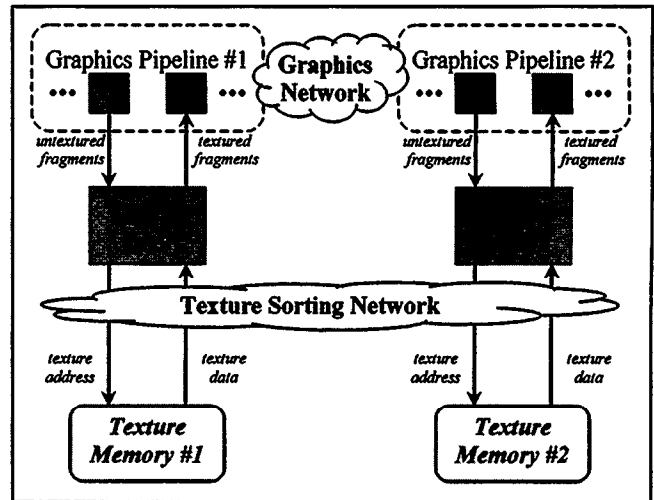 Graphics Pipeline #1
Graphics
Network
Graphics Pipeline #2
... ...
... ...
untextured
fragments
textured
fragments
untextured
fragments
textured
fragments
Texture Sorting Network
texture
address
texture
data
texture
address
texture
data
Texture
Memory #1
Texture
Memory #2